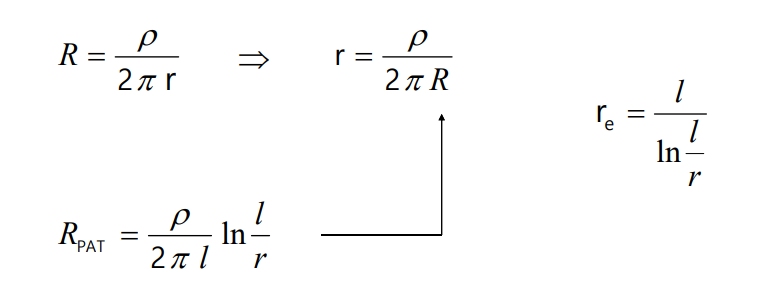 R = ρ / 2π r ⇒ r = ρ / 2π R
r_e = l / ln l/r
R_PAT = ρ / 2π l ln l/r